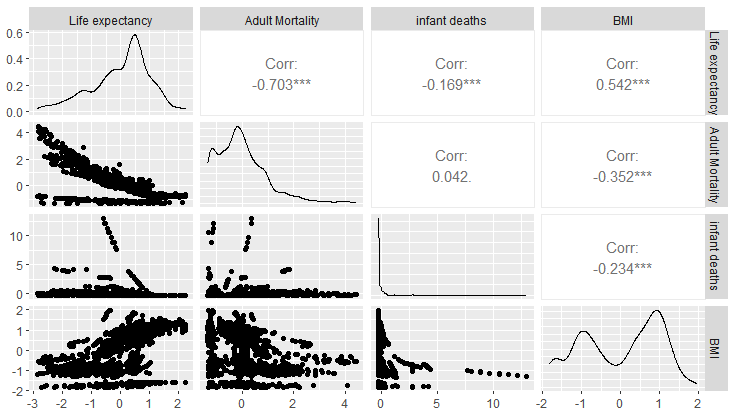 Life expectancy
Adult Mortality
infant deaths
BMI
0.6
0.4
0.2
0.0
Corr:
-0.703***
Corr:
-0.169***
Corr:
0.542***
Life expectancy
4
2
0
Corr:
0.042.
Corr:
-0.352***
Adult Mortality
10
5
0
Corr:
-0.234***
infant deaths
2
1
0
-1
-2
BMI
-3 -2 -1 0 1 2
0 2 4
0 5 10
-2 -1 0 1 2